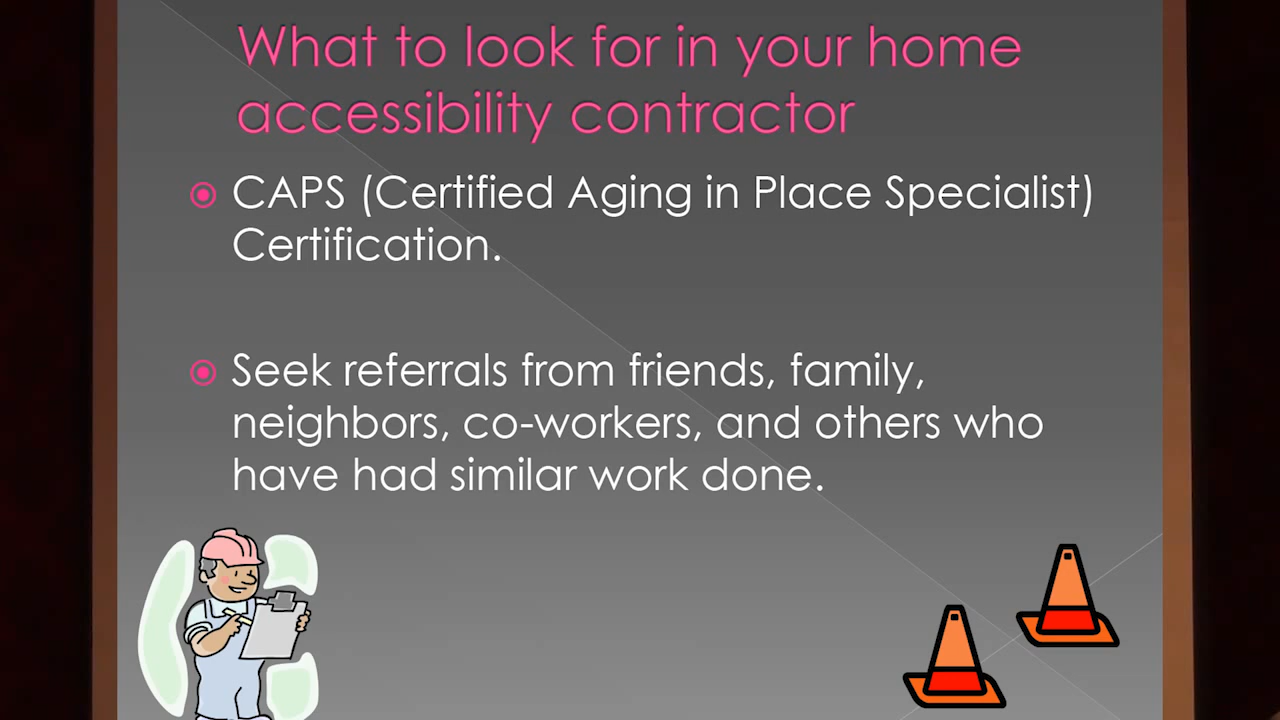 What to look for in your home
accessibility contractor
CAPS (Certified Aging in Place Specialist)
Certification.
Seek referrals from friends, family,
neighbors, co-workers, and others who
have had similar work done.